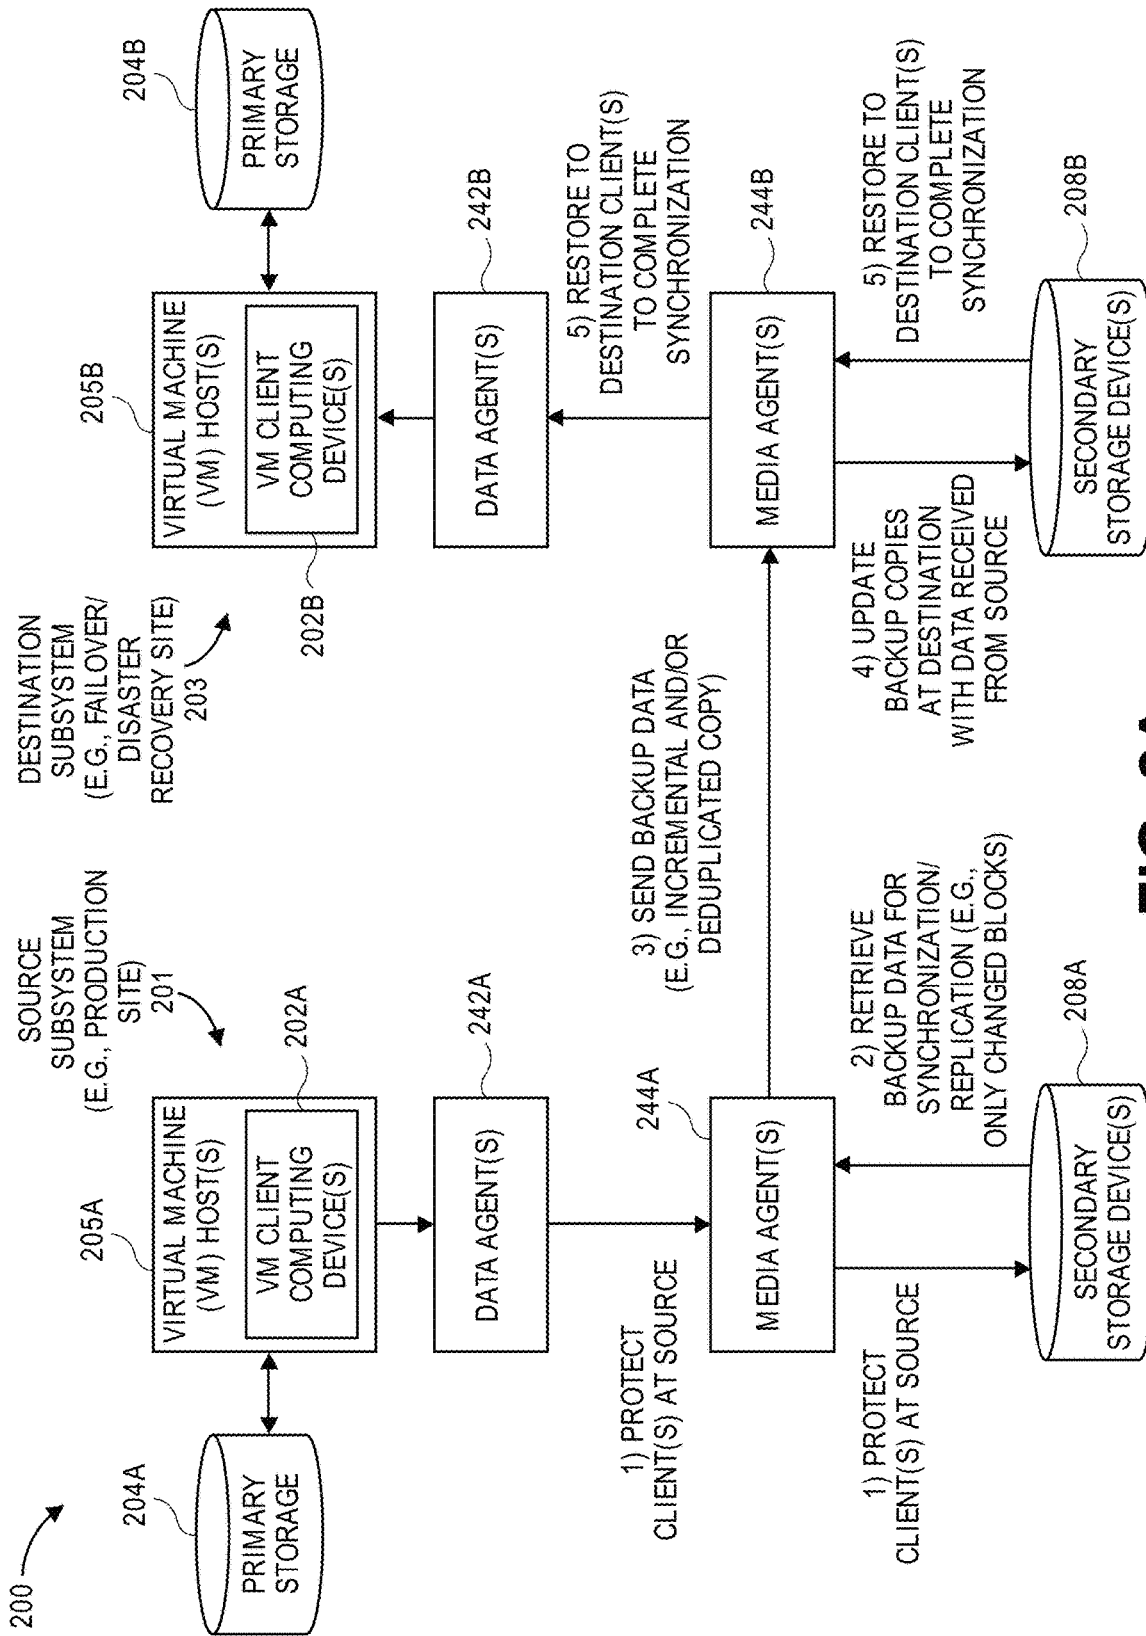 200
SOURCE
SUBSYSTEM
(E.G., PRODUCTION
SITE)
201
DESTINATION
SUBSYSTEM
(E.G., FAILOVER/
DISASTER
RECOVERY SITE)
203
204A
PRIMARY
STORAGE
205A
VIRTUAL MACHINE
(VM) HOST(S)
VM CLIENT
COMPUTING
DEVICE(S)
202A
205B
VIRTUAL MACHINE
(VM) HOST(S)
VM CLIENT
COMPUTING
DEVICE(S)
202B
204B
PRIMARY
STORAGE
DATA AGENT(S)
242A
DATA AGENT(S)
242B
1) PROTECT
CLIENT(S) AT SOURCE
5) RESTORE TO
DESTINATION CLIENT(S)
TO COMPLETE
SYNCHRONIZATION
244A
MEDIA AGENT(S)
3) SEND BACKUP DATA
(E.G., INCREMENTAL AND/OR
DEDUPLICATED COPY)
MEDIA AGENT(S)
244B
1) PROTECT
CLIENT(S) AT SOURCE
2) RETRIEVE
BACKUP DATA FOR
SYNCHRONIZATION/
REPLICATION (E.G.,
ONLY CHANGED BLOCKS)
4) UPDATE
BACKUP COPIES
AT DESTINATION
WITH DATA RECEIVED
FROM SOURCE
5) RESTORE TO
DESTINATION CLIENT(S)
TO COMPLETE
SYNCHRONIZATION
SECONDARY
STORAGE DEVICE(S)
208A
SECONDARY
STORAGE DEVICE(S)
208B